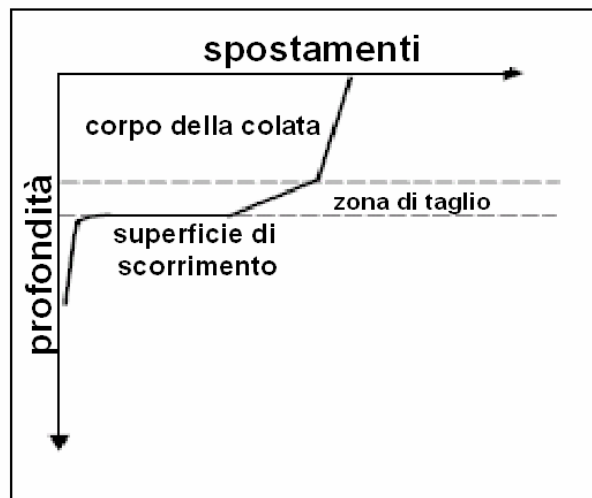 spostamenti
corpo della colata
profondità
zona di taglio
superficie di
scorrimento